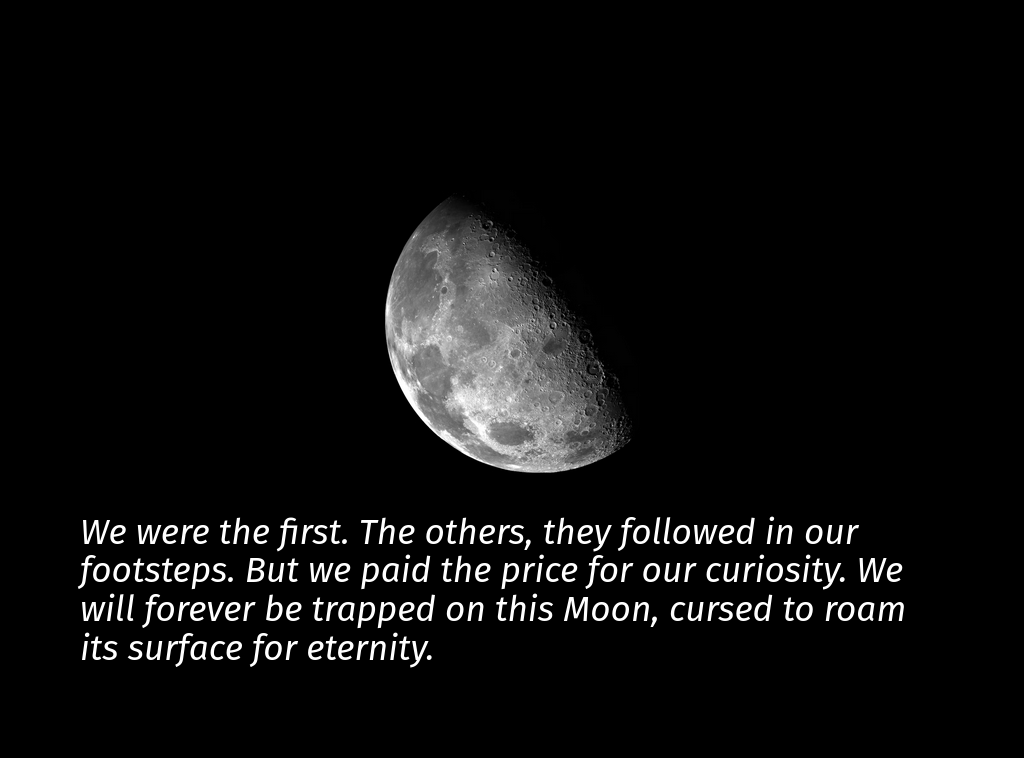 We were the first. The others, they followed in our
footsteps. But we paid the price for our curiosity. We
will forever be trapped on this Moon, cursed to roam
its surface for eternity.